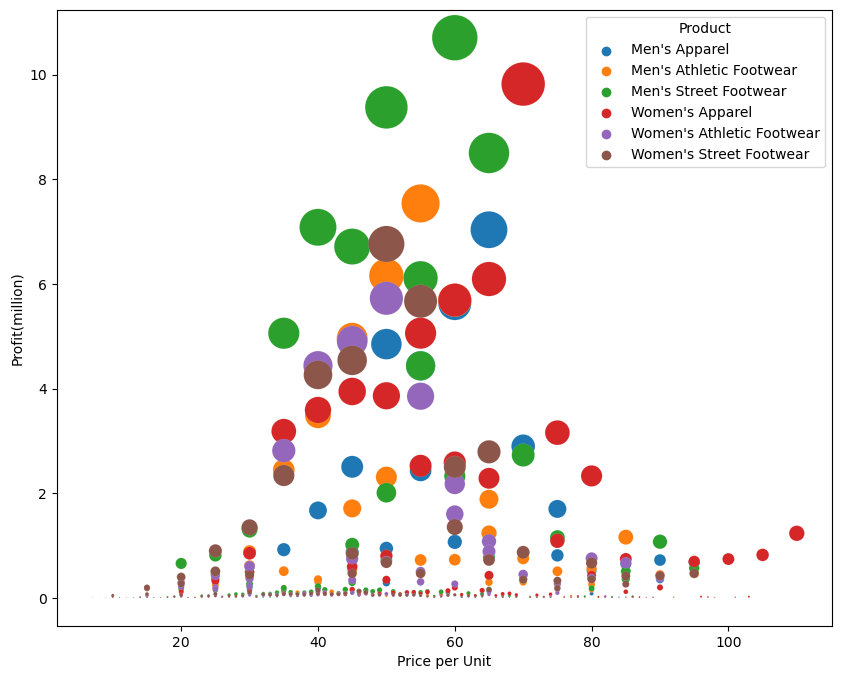 Product
Men's Apparel
Men's Athletic Footwear
Men's Street Footwear
Women's Apparel
Women's Athletic Footwear
Women's Street Footwear
Profit(million)
10
8
6
4
2
0
20 40 60 80 100
Price per Unit